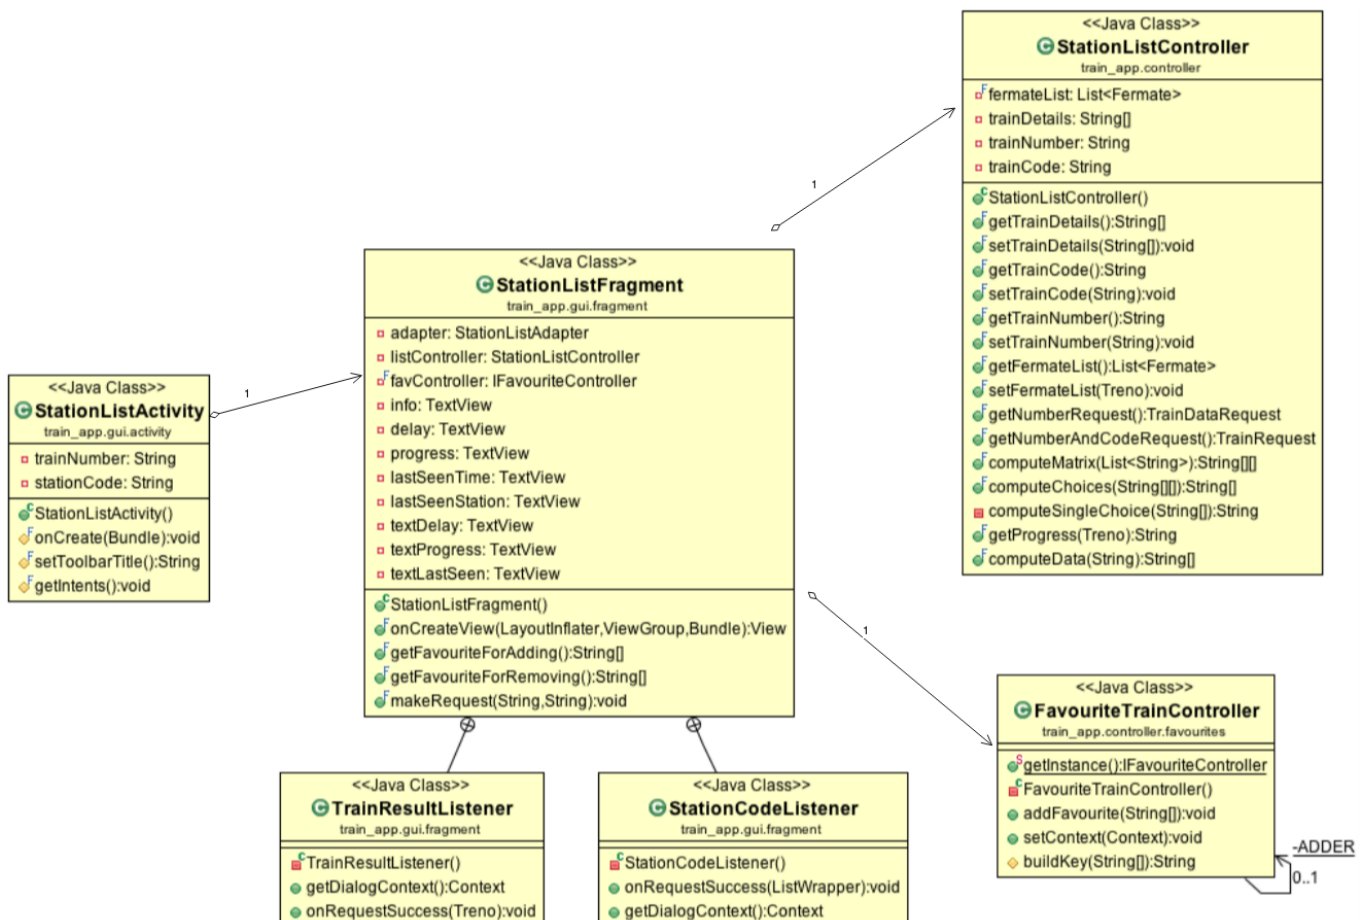 <<Java Class>>
StationListController
train_app.controller
fermateList: List<Fermate>
trainDetails: String[]
trainNumber: String
trainCode: String
StationListController()
getTrainDetails():String[]
setTrainDetails(String[]):void
getTrainCode():String
setTrainCode(String):void
getTrainNumber():String
setTrainNumber(String):void
getFermateList():List<Fermate>
setFermateList(Treno):void
getNumberRequest():TrainDataRequest
getNumberAndCodeRequest():TrainRequest
computeMatrix(List<String>):String[][]
computeChoices(String[][]):String[]
computeSingleChoice(String[]):String
getProgress(Treno):String
computeData(String):String[]
1
<<Java Class>>
StationListFragment
train_app.gui.fragment
adapter: StationListAdapter
listController: StationListController
favController: IFavouriteController
info: TextView
delay: TextView
progress: TextView
lastSeenTime: TextView
lastSeenStation: TextView
textDelay: TextView
textProgress: TextView
textLastSeen: TextView
StationListFragment()
onCreateView(LayoutInflater,ViewGroup,Bundle):View
getFavouriteForAdding():String[]
getFavouriteForRemoving():String[]
makeRequest(String,String):void
1
<<Java Class>>
StationListActivity
train_app.gui.activity
trainNumber: String
stationCode: String
StationListActivity()
onCreate(Bundle):void
setToolbarTitle():String
getIntents():void
1
<<Java Class>>
FavouriteTrainController
train_app.controller.favourites
getInstance():IFavouriteController
FavouriteTrainController()
addFavourite(String[]):void
setContext(Context):void
buildKey(String[]):String
-ADDER
0..1
<<Java Class>>
TrainResultListener
train_app.gui.fragment
TrainResultListener()
getDialogContext():Context
onRequestSuccess(Treno):void
<<Java Class>>
StationCodeListener
train_app.gui.fragment
StationCodeListener()
onRequestSuccess(ListWrapper):void
getDialogContext():Context